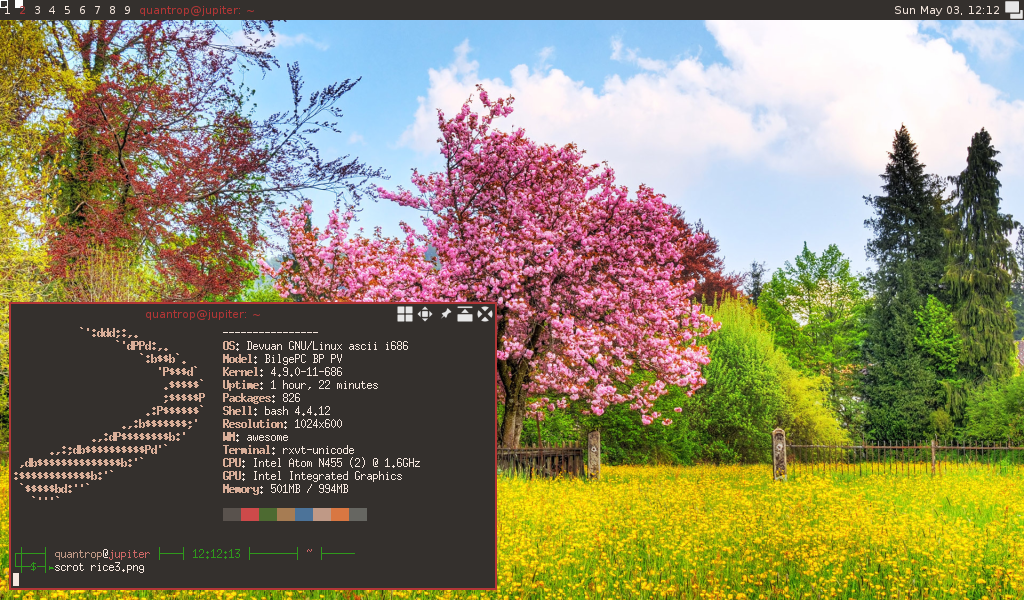 1 2 3 4 5 6 7 8 9 quantrop@jupiter: ~ Sun May 03, 12:12
quantrop@jupiter: ~
----------------
OS: Devuan GNU/Linux ascii i686
Model: BilgePC BP PV
Kernel: 4.9.0-11-686
Uptime: 1 hour, 22 minutes
Packages: 826
Shell: bash 4.4.12
Resolution: 1024x600
WM: awesome
Terminal: rxvt-unicode
CPU: Intel Atom N455 (2) @ 1.6GHz
GPU: Intel Integrated Graphics
Memory: 501MB / 994MB
quantrop@jupiter 12:12:13 ~
$ scrot rice3.png